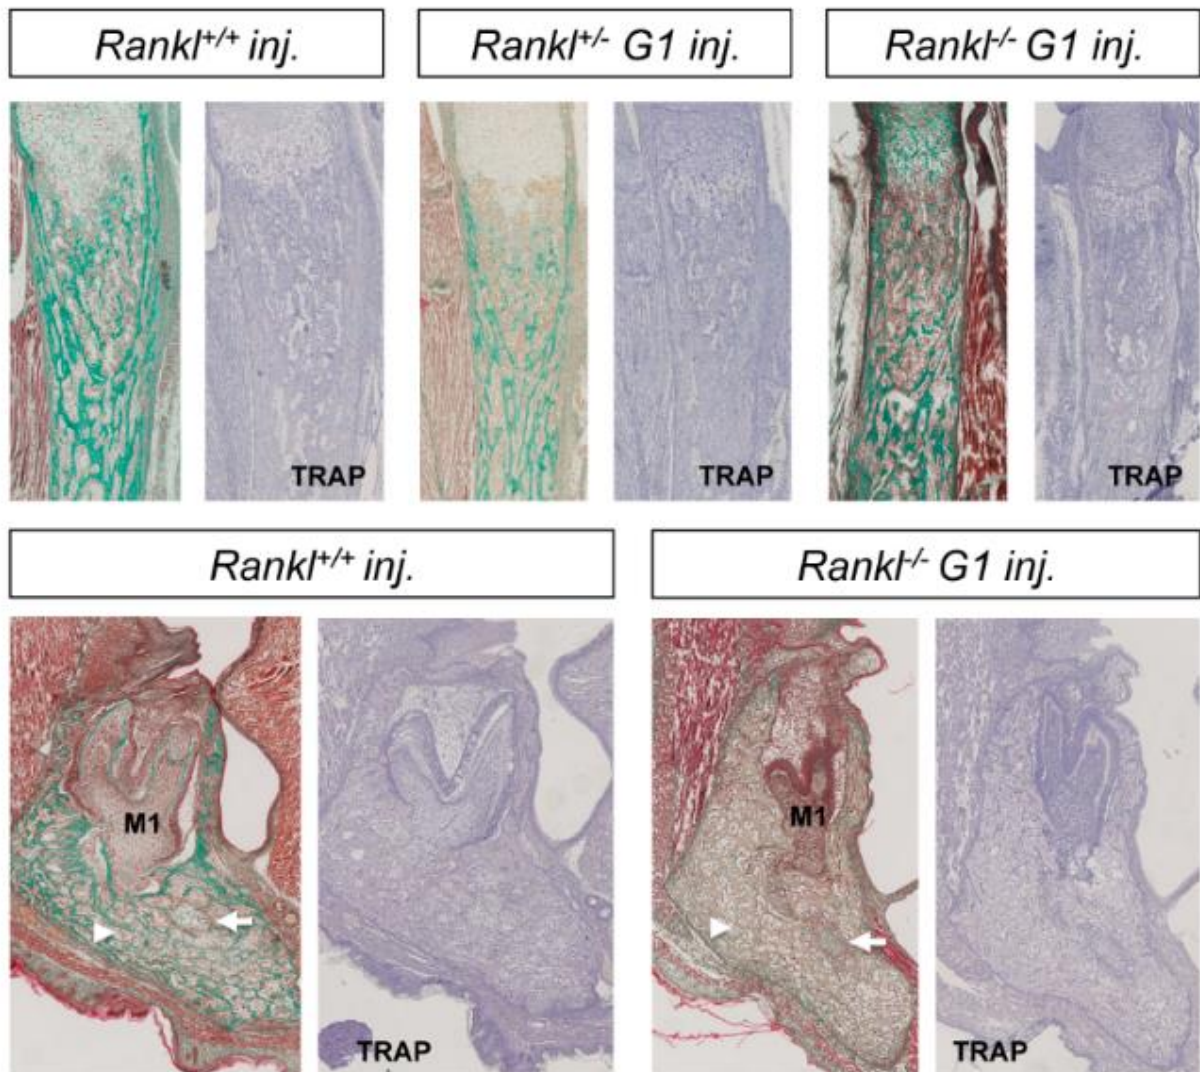 Rankl+/+ inj.
Rankl+/- G1 inj.
Rankl-/- G1 inj.
TRAP
TRAP
TRAP
Rankl+/+ inj.
Rankl-/- G1 inj.
M1
M1
TRAP
TRAP